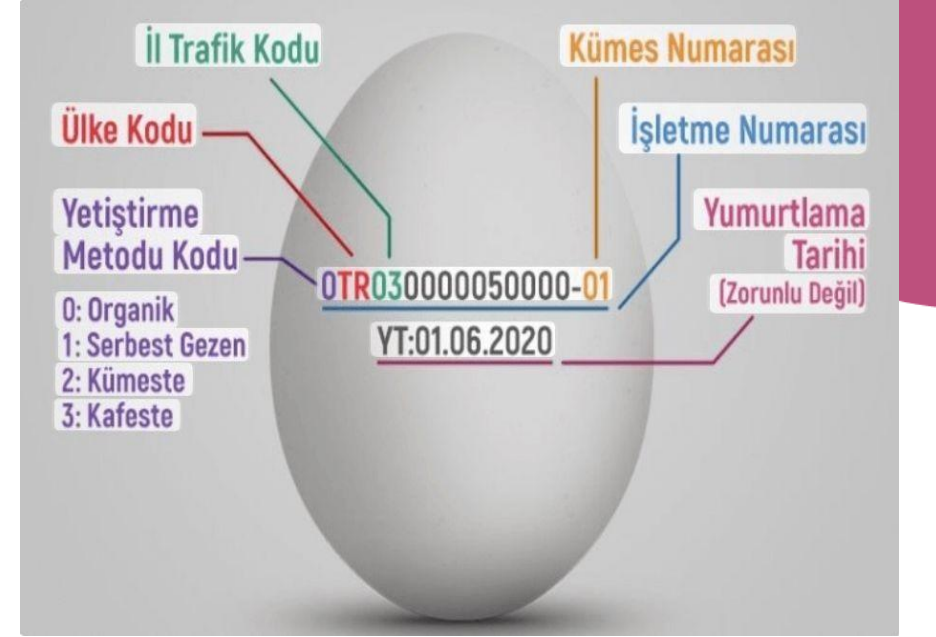 İl Trafik Kodu
Kümes Numarası
Ülke Kodu
İşletme Numarası
Yetiştirme
Metodu Kodu
0: Organik
1: Serbest Gezen
2: Kümeste
3: Kafeste
Yumurtlama
Tarihi
(Zorunlu Değil)
0TR030000050000-01
YT:01.06.2020